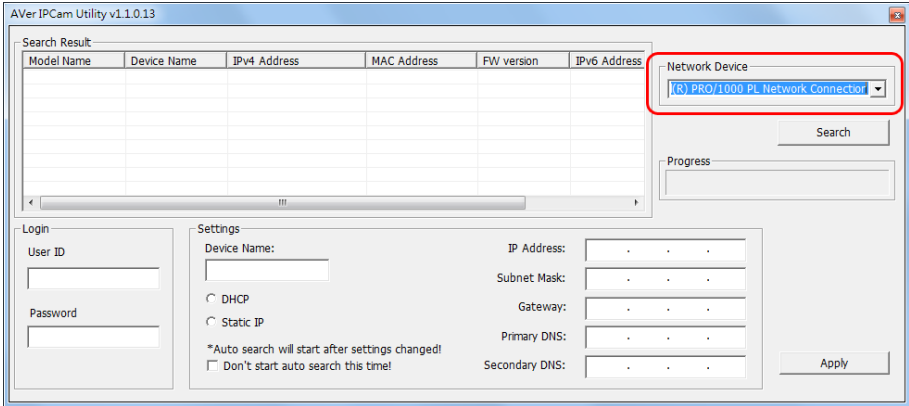 AVer IPCam Utility v1.1.0.13
Search Result
Model Name Device Name IPv4 Address MAC Address FW version IPv6 Address
Network Device
(R) PRO/1000 PL Network Connection
Search
Progress
Login
User ID
Password
Settings
Device Name:
DHCP
Static IP
*Auto search will start after settings changed!
Don't start auto search this time!
IP Address:
Subnet Mask:
Gateway:
Primary DNS:
Secondary DNS:
Apply